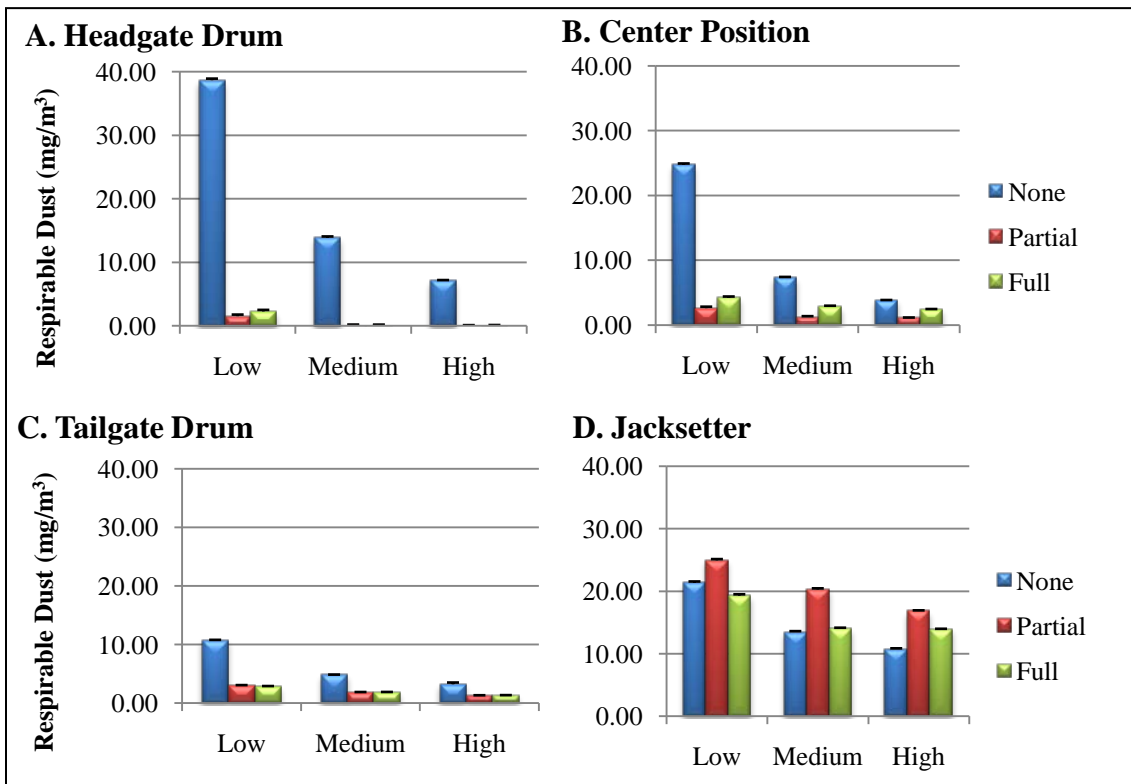 A. Headgate Drum
Respirable Dust (mg/m³)
40.00
30.00
20.00
10.00
0.00
Low Medium High
B. Center Position
40.00
30.00
20.00
10.00
0.00
Low Medium High
None
Partial
Full
C. Tailgate Drum
Respirable Dust (mg/m³)
40.00
30.00
20.00
10.00
0.00
Low Medium High
D. Jacksetter
40.00
30.00
20.00
10.00
0.00
Low Medium High
None
Partial
Full